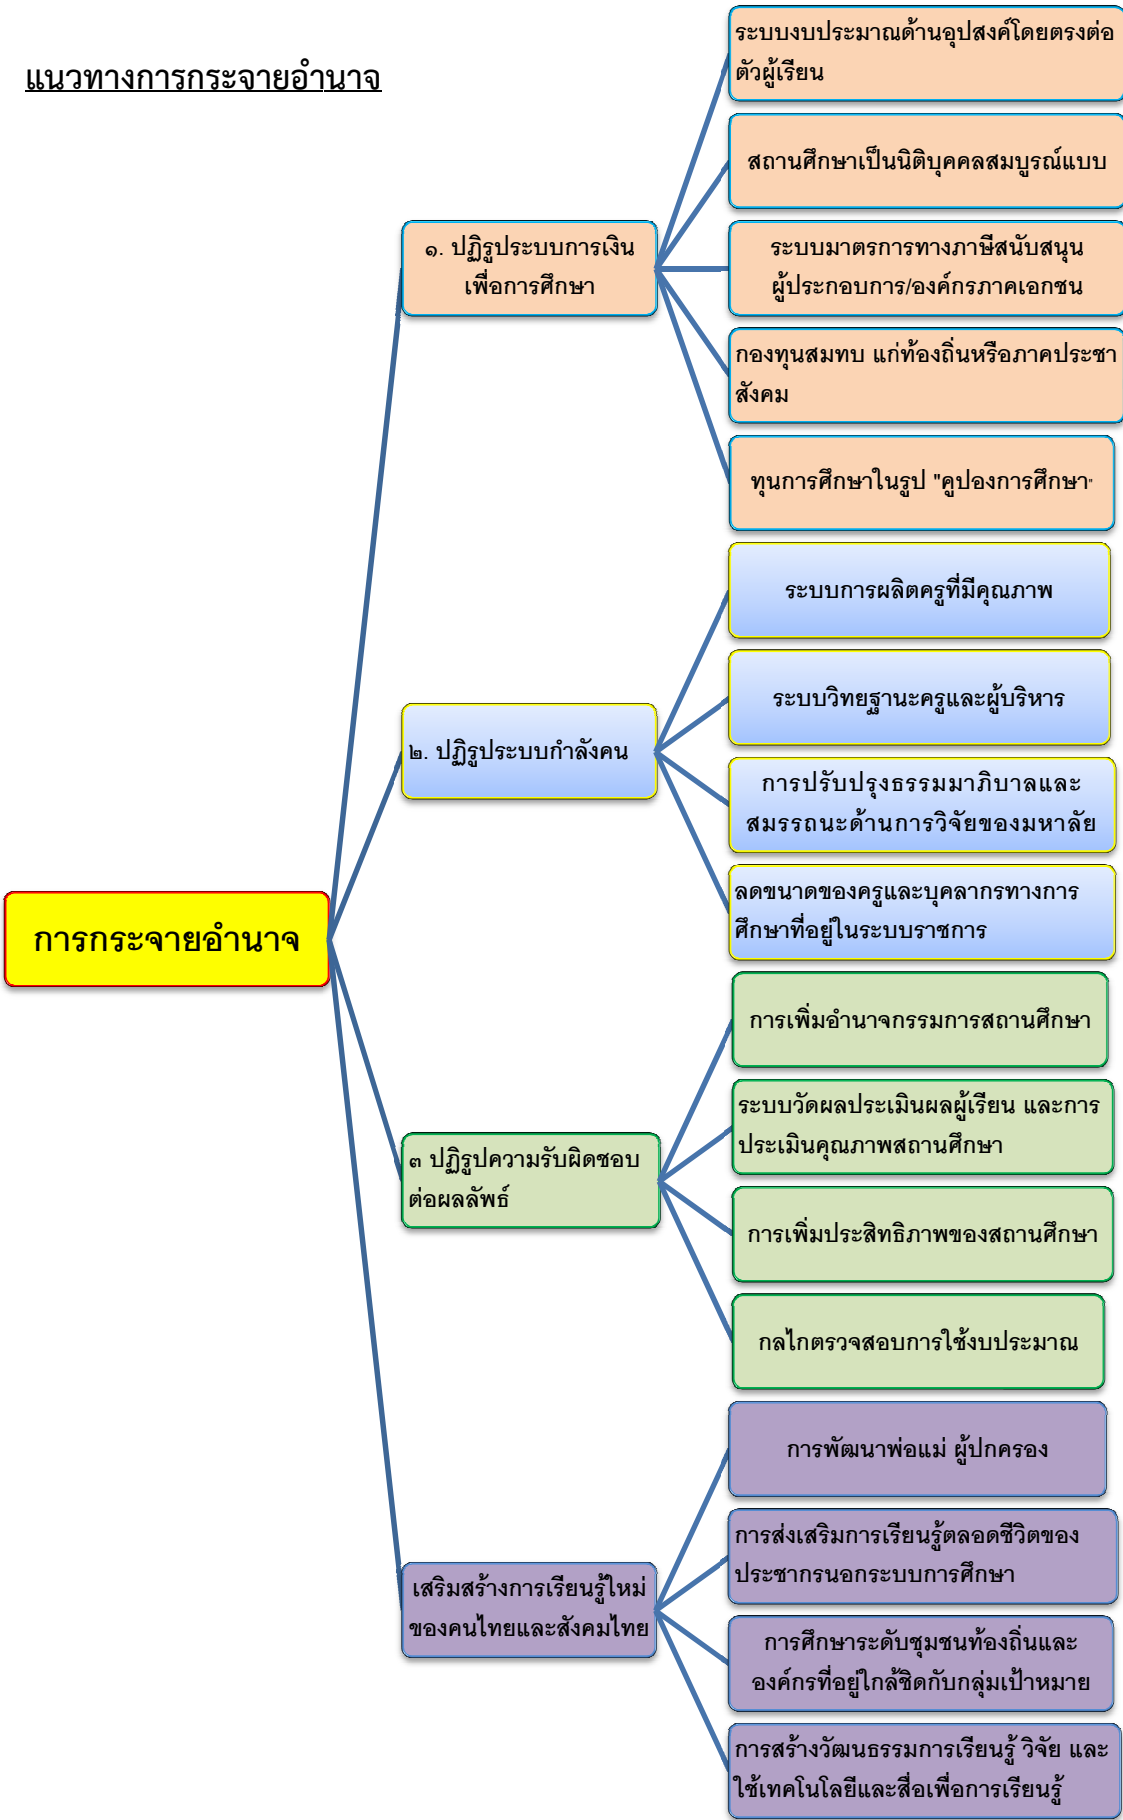 แนวทางการกระจายอำนาจ
ระบบงบประมาณด้านอุปสงค์โดยตรงต่อ
ตัวผู้เรียน
สถานศึกษาเป็นนิติบุคคลสมบูรณ์แบบ
๑. ปฏิรูประบบการเงิน
เพื่อการศึกษา
ระบบมาตรการทางภาษีสนับสนุน
ผู้ประกอบการ/องค์กรภาคเอกชน
กองทุนสมทบ แก่ท้องถิ่นหรือภาคประชา
สังคม
ทุนการศึกษาในรูป "คูปองการศึกษา"
ระบบการผลิตครูที่มีคุณภาพ
ระบบวิทยฐานะครูและผู้บริหาร
๒. ปฏิรูประบบกำลังคน
การปรับปรุงธรรมมาภิบาลและ
สมรรถนะด้านการวิจัยของมหาลัย
ลดขนาดของครูและบุคลากรทางการ
ศึกษาที่อยู่ในระบบราชการ
การกระจายอำนาจ
การเพิ่มอำนาจกรรมการสถานศึกษา
ระบบวัดผลประเมินผลผู้เรียน และการ
ประเมินคุณภาพสถานศึกษา
๓ ปฏิรูปความรับผิดชอบ
ต่อผลลัพธ์
การเพิ่มประสิทธิภาพของสถานศึกษา
กลไกตรวจสอบการใช้งบประมาณ
การพัฒนาพ่อแม่ ผู้ปกครอง
การส่งเสริมการเรียนรู้ตลอดชีวิตของ
ประชากรนอกระบบการศึกษา
เสริมสร้างการเรียนรู้ใหม่
ของคนไทยและสังคมไทย
การศึกษาระดับชุมชนท้องถิ่นและ
องค์กรที่อยู่ใกล้ชิดกับกลุ่มเป้าหมาย
การสร้างวัฒนธรรมการเรียนรู้ วิจัย และ
ใช้เทคโนโลยีและสื่อเพื่อการเรียนรู้